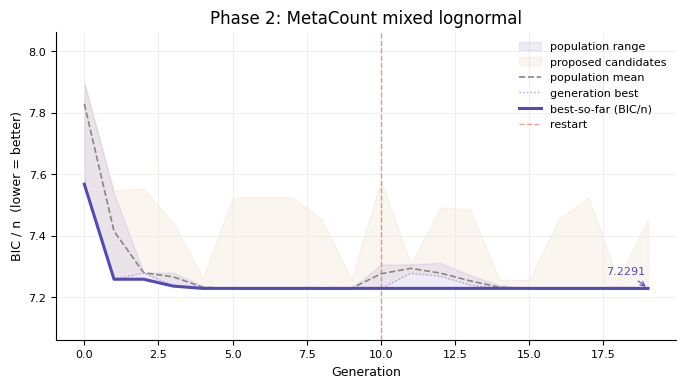 Phase 2: MetaCount mixed lognormal
BIC / n  (lower = better)
8.0
7.8
7.6
7.4
7.2
population range
proposed candidates
population mean
generation best
best-so-far (BIC/n)
restart
7.2291
0.0
2.5
5.0
7.5
10.0
12.5
15.0
17.5
Generation